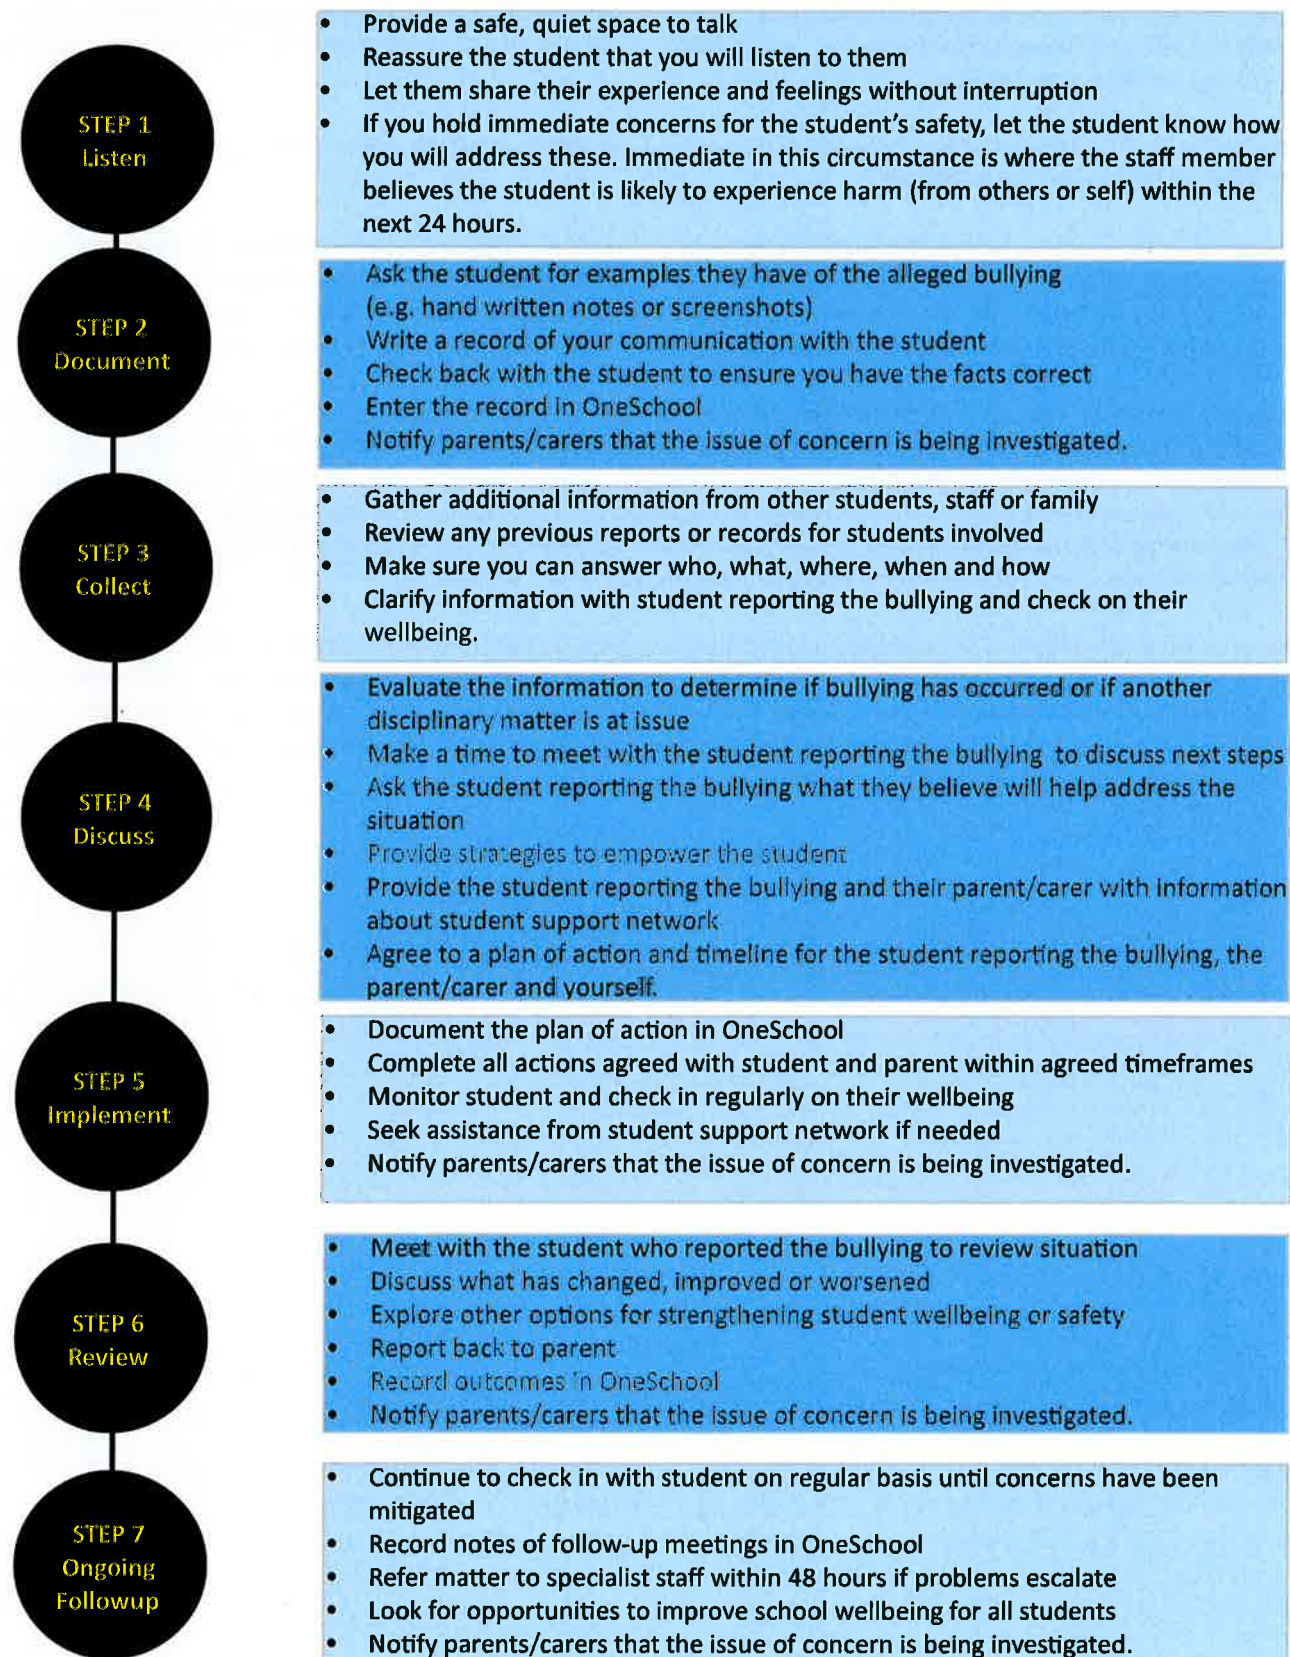 STEP 1
Listen
• Provide a safe, quiet space to talk
• Reassure the student that you will listen to them
• Let them share their experience and feelings without interruption
• If you hold immediate concerns for the student's safety, let the student know how
you will address these. Immediate in this circumstance is where the staff member
believes the student is likely to experience harm (from others or self) within the
next 24 hours.
STEP 2
Document
• Ask the student for examples they have of the alleged bullying
(e.g. hand written notes or screenshots)
• Write a record of your communication with the student
• Check back with the student to ensure you have the facts correct
• Enter the record in OneSchool
• Notify parents/carers that the issue of concern is being investigated.
STEP 3
Collect
• Gather additional information from other students, staff or family
• Review any previous reports or records for students involved
• Make sure you can answer who, what, where, when and how
• Clarify information with student reporting the bullying and check on their
wellbeing.
STEP 4
Discuss
• Evaluate the information to determine if bullying has occurred or if another
disciplinary matter is at issue
• Make a time to meet with the student reporting the bullying to discuss next steps
• Ask the student reporting the bullying what they believe will help address the
situation
• Provide strategies to empower the student
• Provide the student reporting the bullying and their parent/carer with information
about student support network
• Agree to a plan of action and timeline for the student reporting the bullying, the
parent/carer and yourself.
STEP 5
Implement
• Document the plan of action in OneSchool
• Complete all actions agreed with student and parent within agreed timeframes
• Monitor student and check in regularly on their wellbeing
• Seek assistance from student support network if needed
• Notify parents/carers that the issue of concern is being investigated.
STEP 6
Review
• Meet with the student who reported the bullying to review situation
• Discuss what has changed, improved or worsened
• Explore other options for strengthening student wellbeing or safety
• Report back to parent
• Record outcomes in OneSchool
• Notify parents/carers that the issue of concern is being investigated.
STEP 7
Ongoing
Followup
• Continue to check in with student on regular basis until concerns have been
mitigated
• Record notes of follow-up meetings in OneSchool
• Refer matter to specialist staff within 48 hours if problems escalate
• Look for opportunities to improve school wellbeing for all students
• Notify parents/carers that the issue of concern is being investigated.